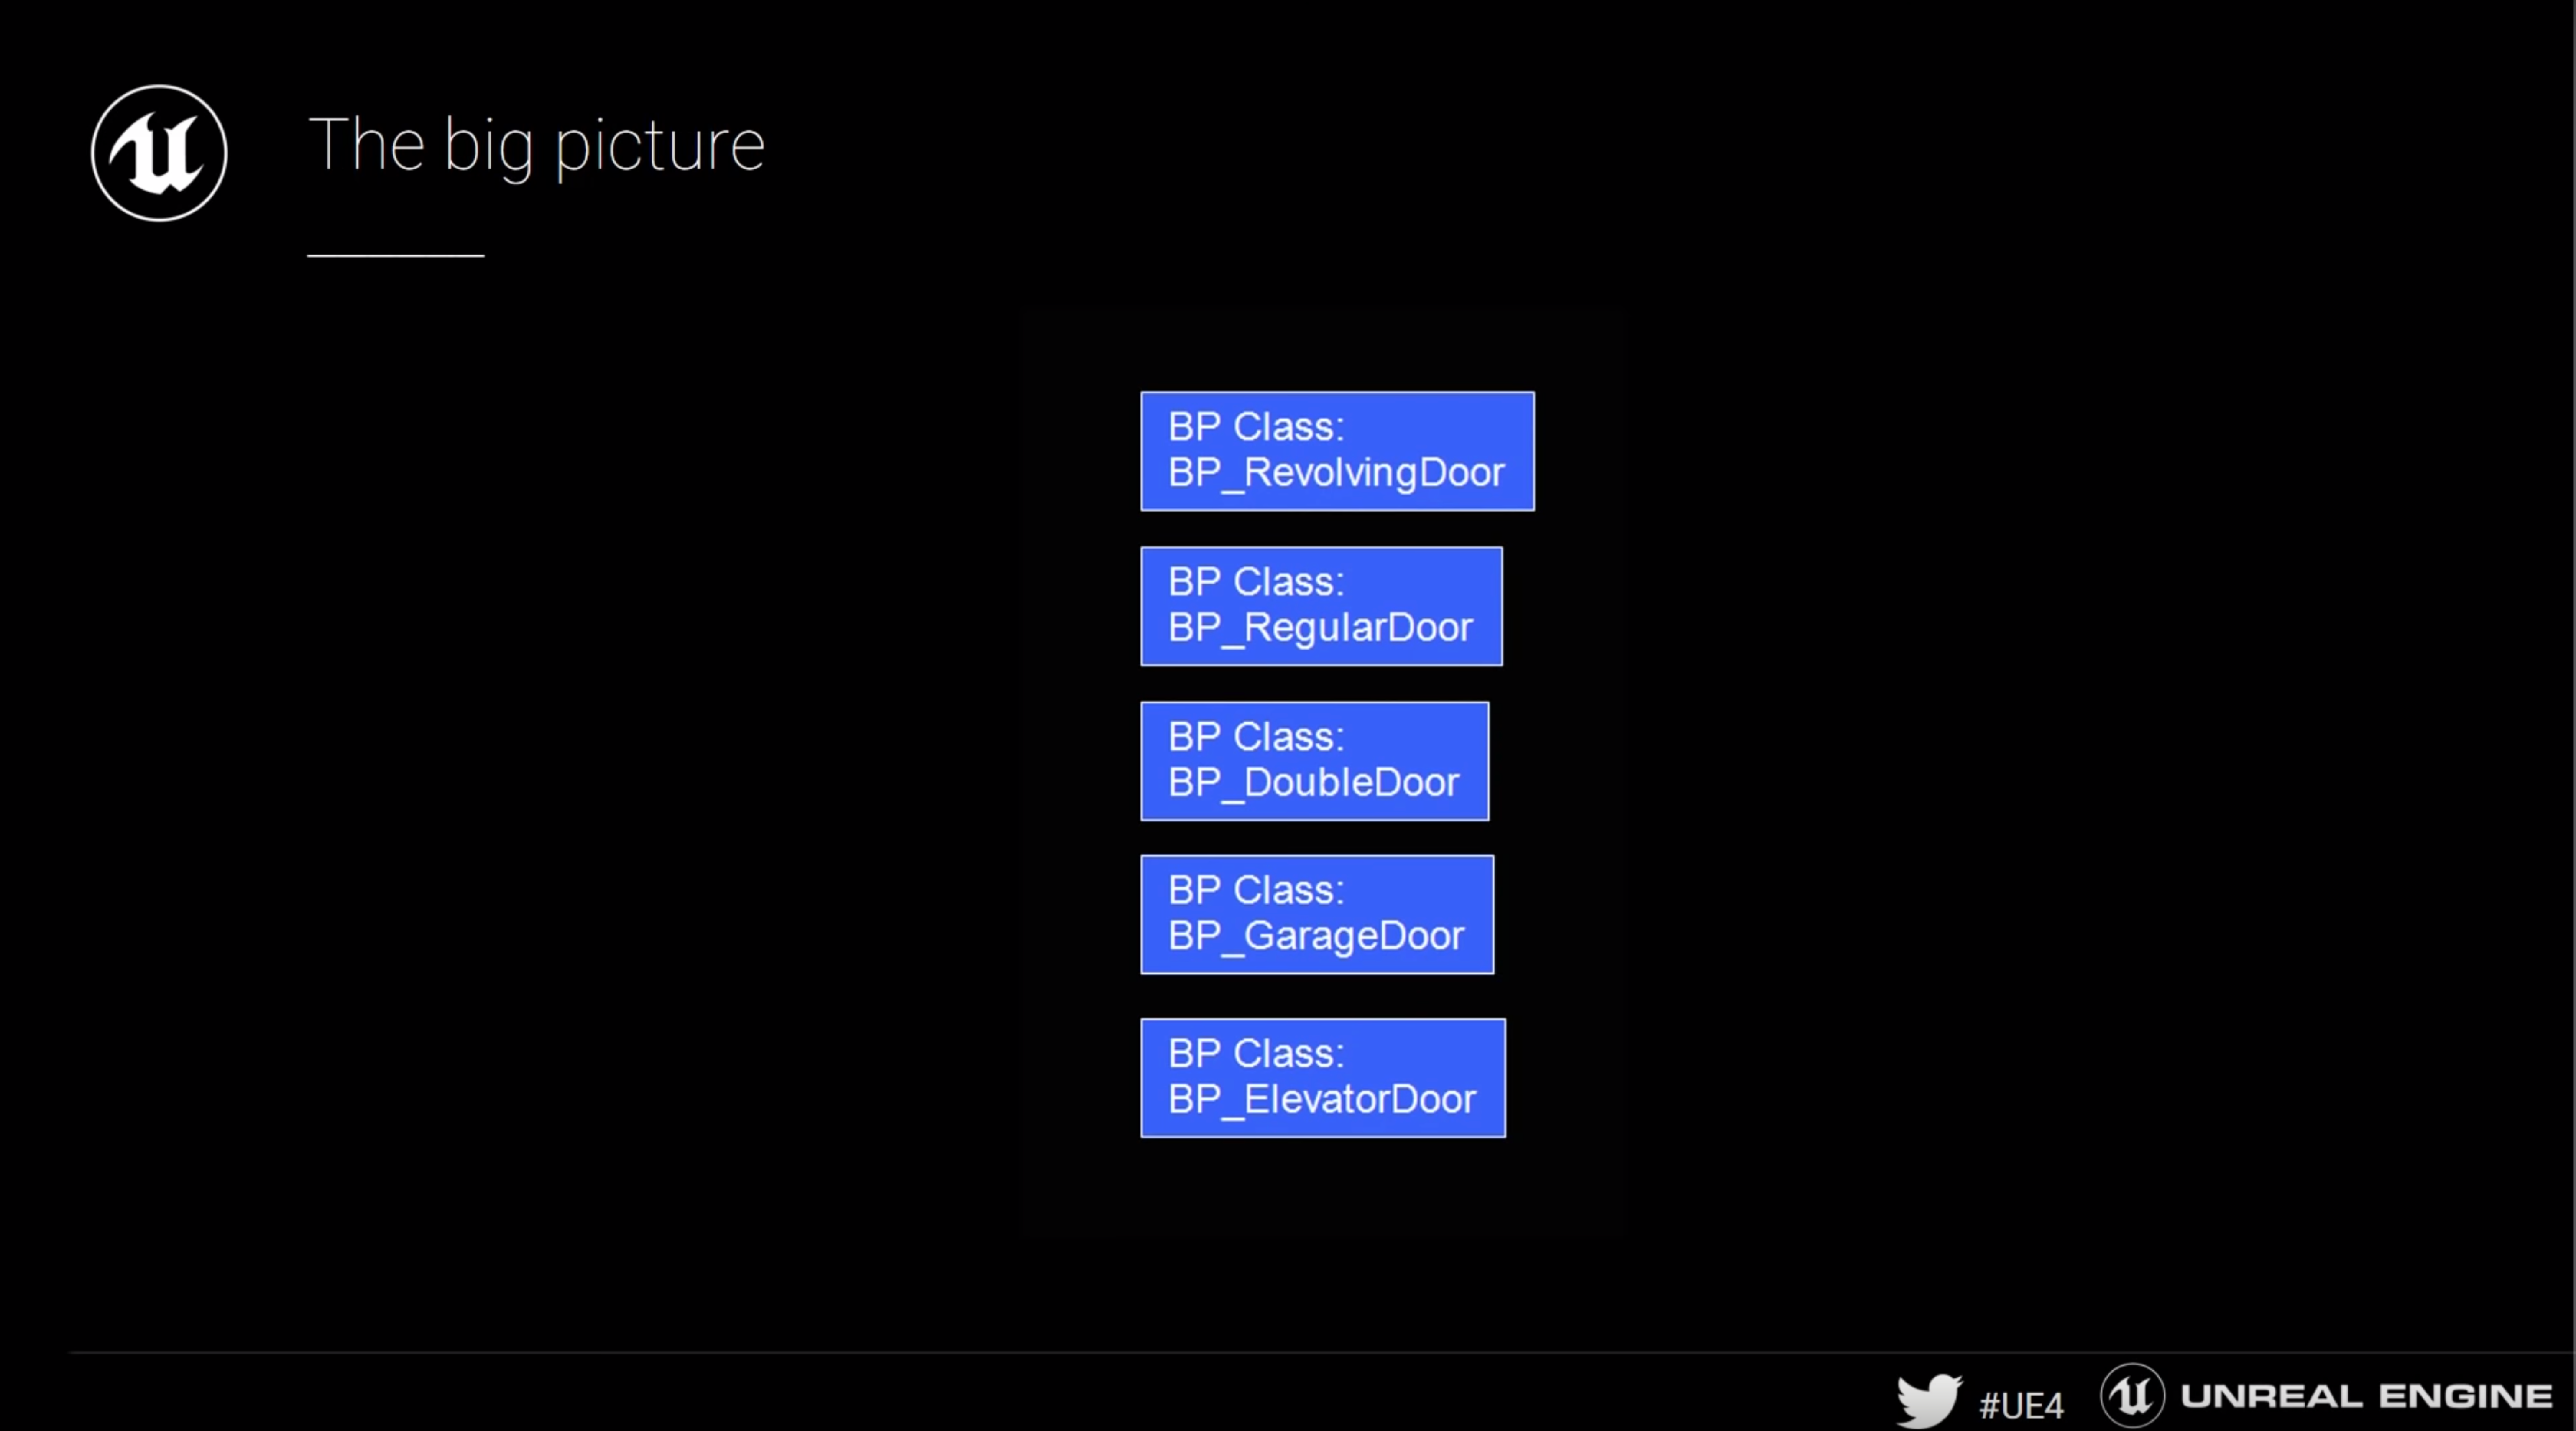 The big picture
BP Class:
BP_RevolvingDoor
BP Class:
BP_RegularDoor
BP Class:
BP_DoubleDoor
BP Class:
BP_GarageDoor
BP Class:
BP_ElevatorDoor
#UE4
UNREAL ENGINE